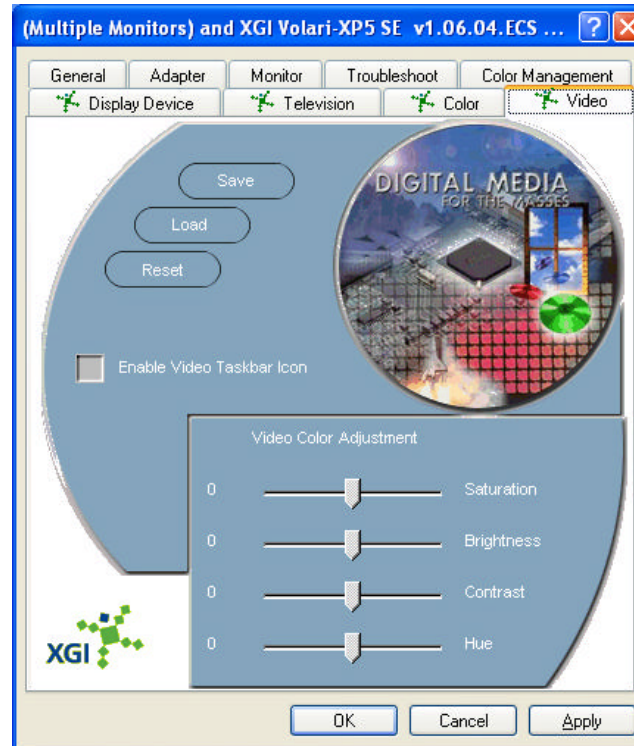 (Multiple Monitors) and XGI Volari-XP5 SE v1.06.04.ECS ...
General Adapter Monitor Troubleshoot Color Management
Display Device Television Color Video
Save
Load
Reset
DIGITAL MEDIA
FOR THE MASSES
Enable Video Taskbar Icon
Video Color Adjustment
0 Saturation
0 Brightness
0 Contrast
0 Hue
XGI
OK Cancel Apply